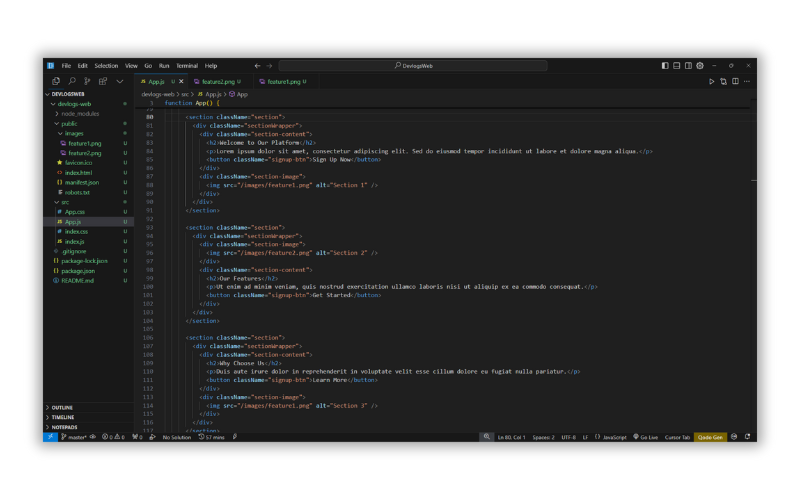 File Edit Selection View Go Run Terminal Help
DevlogsWeb
App.js U
feature2.png U
feature1.png U
devlogs-web > src > JS App.js > App
3 function App() {
DEVLOGSWEB
devlogs-web
node_modules
public
images
feature1.png U
feature2.png U
favicon.ico U
index.html U
manifest.json U
robots.txt U
src
App.css U
App.js U
index.css U
index.js U
.gitignore U
package-lock.json U
package.json U
README.md U
80 <section className="section">
81 <div className="sectionWrapper">
82 <div className="section-content">
83 <h2>Welcome to Our Platform</h2>
84 <p>Lorem ipsum dolor sit amet, consectetur adipiscing elit. Sed do eiusmod tempor incididunt ut labore et dolore magna aliqua.</p>
85 <button className="signup-btn">Sign Up Now</button>
86 </div>
87 <div className="section-image">
88 <img src="/images/feature1.png" alt="Section 1" />
89 </div>
90 </div>
91 </section>
92
93 <section className="section">
94 <div className="sectionWrapper">
95 <div className="section-image">
96 <img src="/images/feature2.png" alt="Section 2" />
97 </div>
98 <div className="section-content">
99 <h2>Our Features</h2>
100 <p>Ut enim ad minim veniam, quis nostrud exercitation ullamco laboris nisi ut aliquip ex ea commodo consequat.</p>
101 <button className="signup-btn">Get Started</button>
102 </div>
103 </div>
104 </section>
105
106 <section className="section">
107 <div className="sectionWrapper">
108 <div className="section-content">
109 <h2>Why Choose Us</h2>
110 <p>Duis aute irure dolor in reprehenderit in voluptate velit esse cillum dolore eu fugiat nulla pariatur.</p>
111 <button className="signup-btn">Learn More</button>
112 </div>
113 <div className="section-image">
114 <img src="/images/feature1.png" alt="Section 3" />
115 </div>
116 </div>
117 </section>
OUTLINE
TIMELINE
NOTEPADS
master* 0 0 0 No Solution 57 mins Ln 80, Col 1 Spaces: 2 UTF-8 LF JavaScript Go Live Cursor Tab Qodo Gen